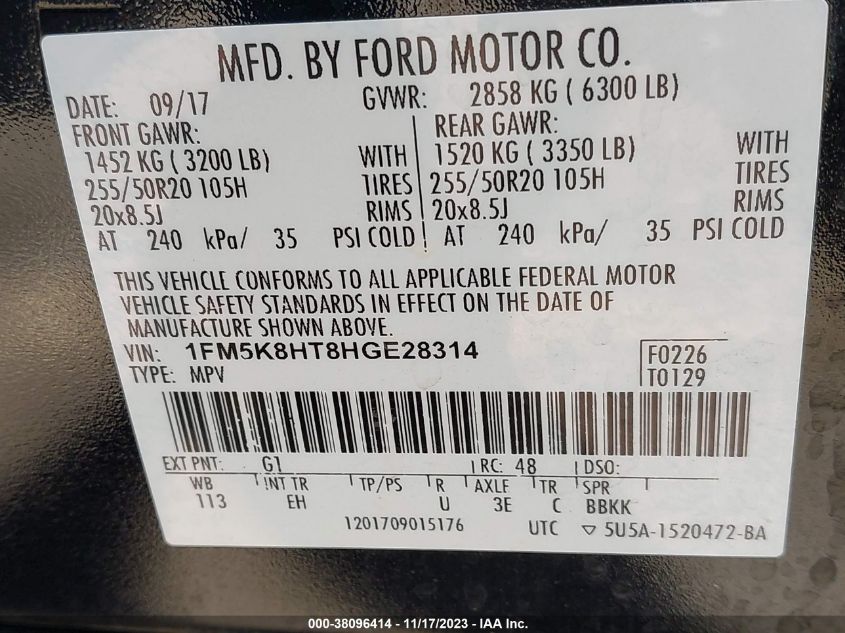 MFD. BY FORD MOTOR CO.
DATE: 09/17 GVWR: 2858 KG ( 6300 LB)
FRONT GAWR: REAR GAWR:
1452 KG ( 3200 LB) WITH 1520 KG ( 3350 LB) WITH
255/50R20 105H TIRES 255/50R20 105H TIRES
20x8.5J RIMS 20x8.5J RIMS
AT 240 kPa/ 35 PSI COLD AT 240 kPa/ 35 PSI COLD
THIS VEHICLE CONFORMS TO ALL APPLICABLE FEDERAL MOTOR
VEHICLE SAFETY STANDARDS IN EFFECT ON THE DATE OF
MANUFACTURE SHOWN ABOVE.
VIN: 1FM5K8HT8HGE28314 F0226
TYPE: MPV T0129
EXT PNT: G1 RC: 48 DSO:
WB INT TR TP/PS R AXLE TR SPR
113 EH U 3E C BBKK
1201709015176 UTC ▽ 5U5A-1520472-BA
000-38096414 - 11/17/2023 - IAA Inc.